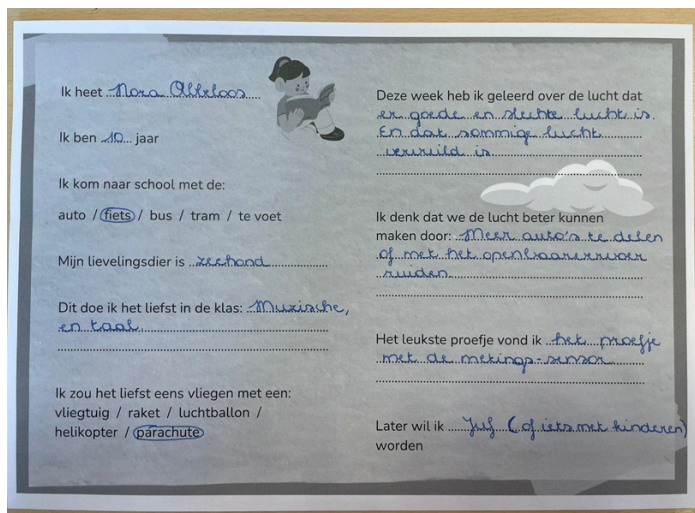 Ik heet Nora Abbeloos
Ik ben 10 jaar
Ik kom naar school met de:
auto / fiets / bus / tram / te voet
Mijn lievelingsdier is zeehond
Dit doe ik het liefst in de klas: Muzische,
en taal
Ik zou het liefst eens vliegen met een:
vliegtuig / raket / luchtballon /
helikopter / parachute
Deze week heb ik geleerd over de lucht dat
er goede en slechte lucht is.
En dat sommige lucht
vervuild is
Ik denk dat we de lucht beter kunnen
maken door: Meer auto's te delen
of met het openbaarervoer
ruiden
Het leukste proefje vond ik het proefje
met de metings-sensor
Later wil ik Juf (of iets met kinderen)
worden